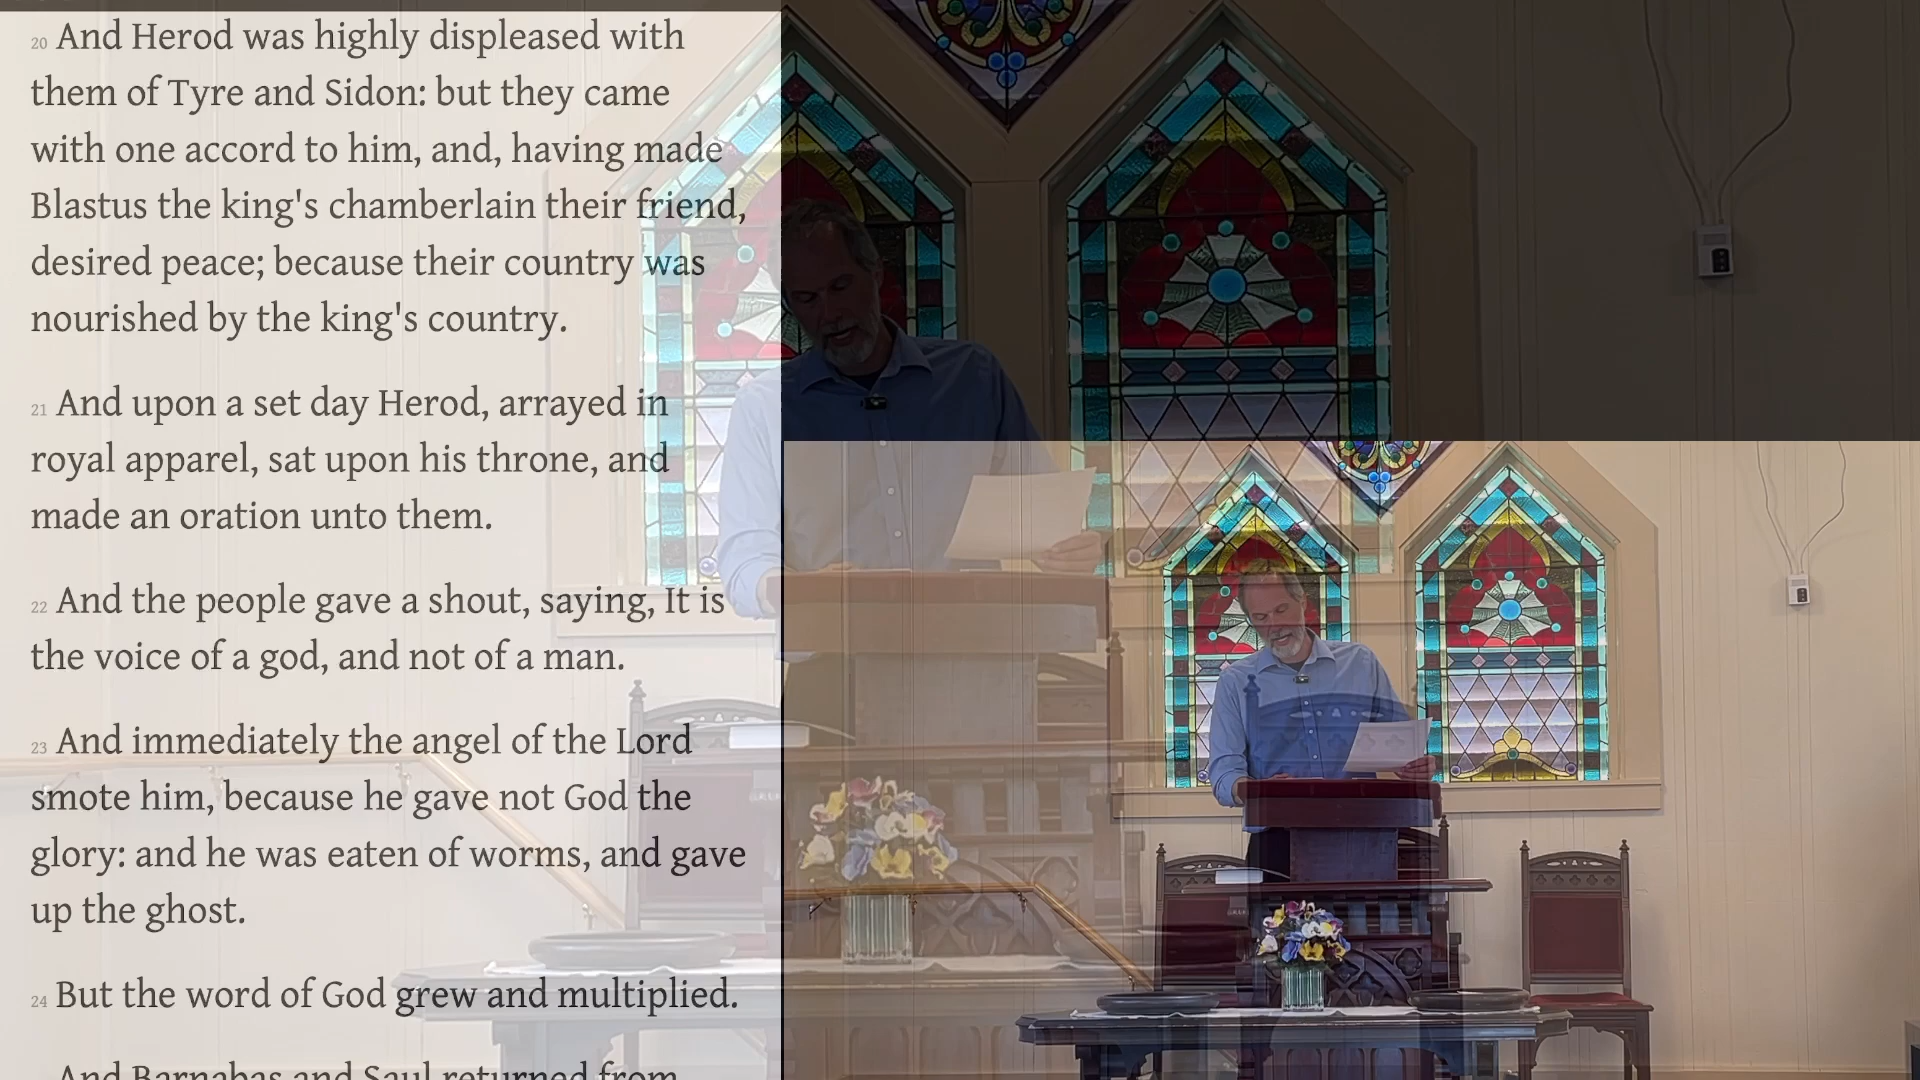 20 And Herod was highly displeased with
them of Tyre and Sidon: but they came
with one accord to him, and, having made
Blastus the king's chamberlain their friend,
desired peace; because their country was
nourished by the king's country.
21 And upon a set day Herod, arrayed in
royal apparel, sat upon his throne, and
made an oration unto them.
22 And the people gave a shout, saying, It is
the voice of a god, and not of a man.
23 And immediately the angel of the Lord
smote him, because he gave not God the
glory: and he was eaten of worms, and gave
up the ghost.
24 But the word of God grew and multiplied.
And Barnabas and Saul returned from